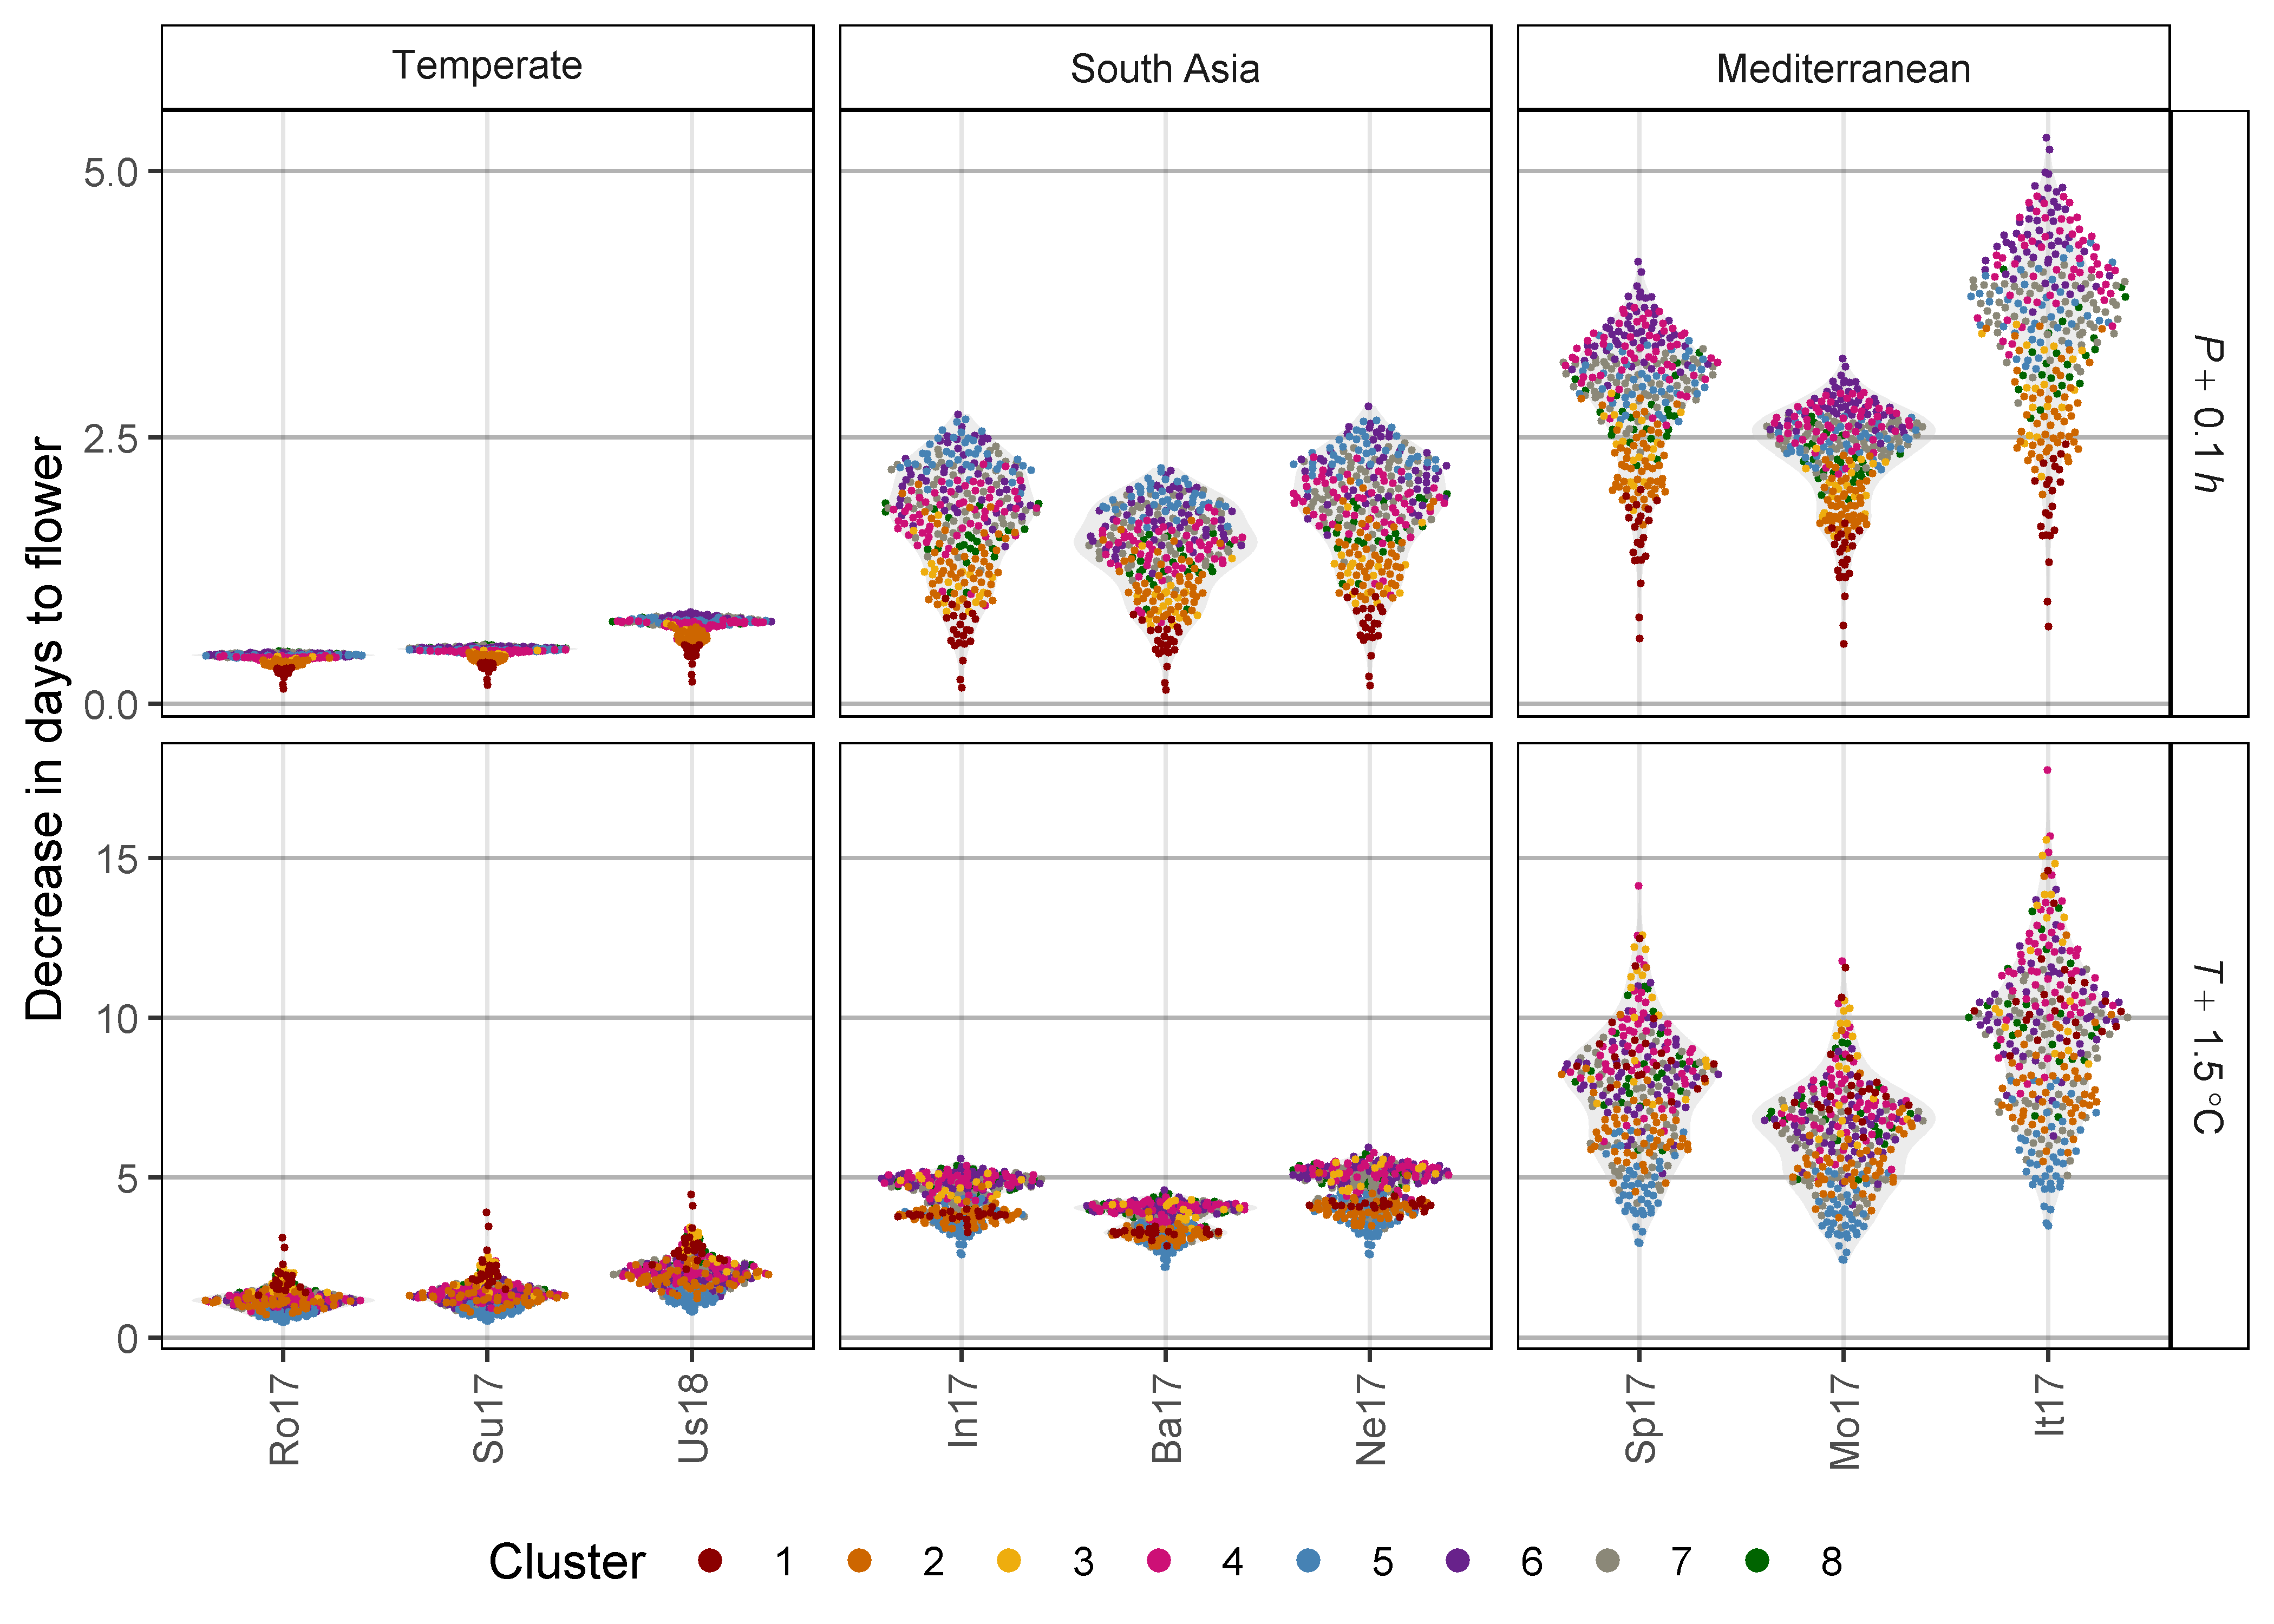 Temperate
South Asia
Mediterranean
Decrease in days to flower
5.0
2.5
0.0
P + 0.1 h
15
10
5
0
T + 1.5 °C
Ro17
Su17
Us18
In17
Ba17
Ne17
Sp17
Mo17
It17
Cluster 1 2 3 4 5 6 7 8